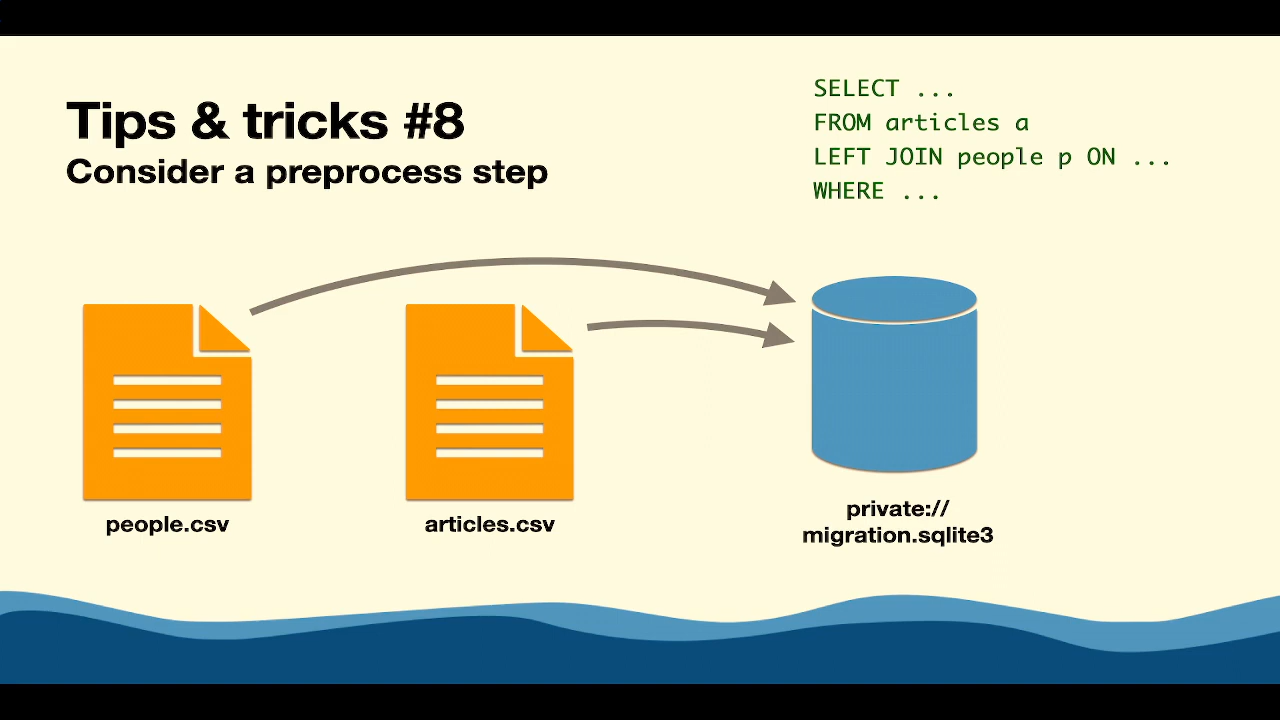 Tips & tricks #8
Consider a preprocess step
SELECT ...
FROM articles a
LEFT JOIN people p ON ...
WHERE ...
people.csv
articles.csv
private://
migration.sqlite3